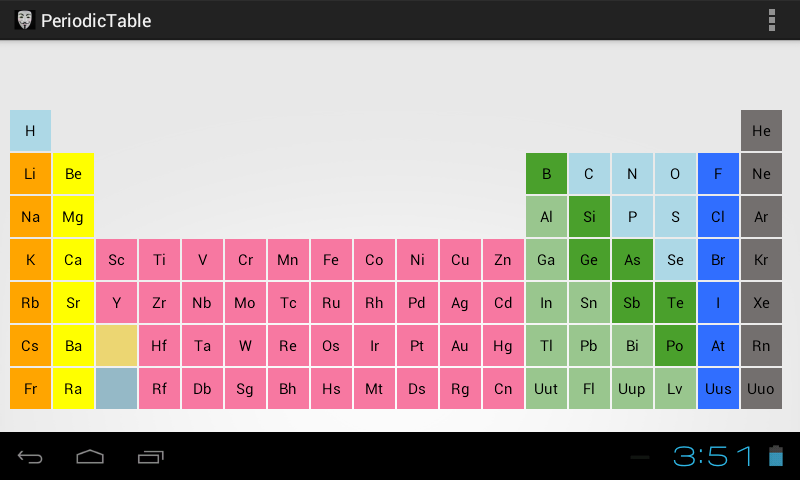 PeriodicTable
H He
Li Be B C N O F Ne
Na Mg Al Si P S Cl Ar
K Ca Sc Ti V Cr Mn Fe Co Ni Cu Zn Ga Ge As Se Br Kr
Rb Sr Y Zr Nb Mo Tc Ru Rh Pd Ag Cd In Sn Sb Te I Xe
Cs Ba Hf Ta W Re Os Ir Pt Au Hg Tl Pb Bi Po At Rn
Fr Ra Rf Db Sg Bh Hs Mt Ds Rg Cn Uut Fl Uup Lv Uus Uuo
3:51